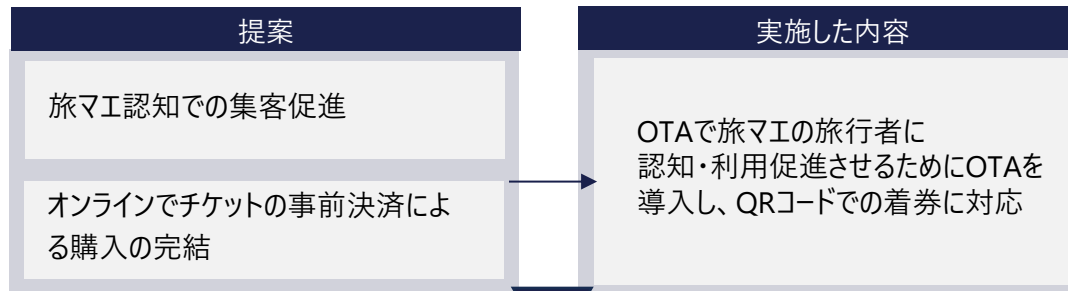 提案
旅マエ認知での集客促進
オンラインでチケットの事前決済によ
る購入の完結
実施した内容
OTAで旅マエの旅行者に
認知・利用促進させるためにOTAを
導入し、QRコードでの着券に対応